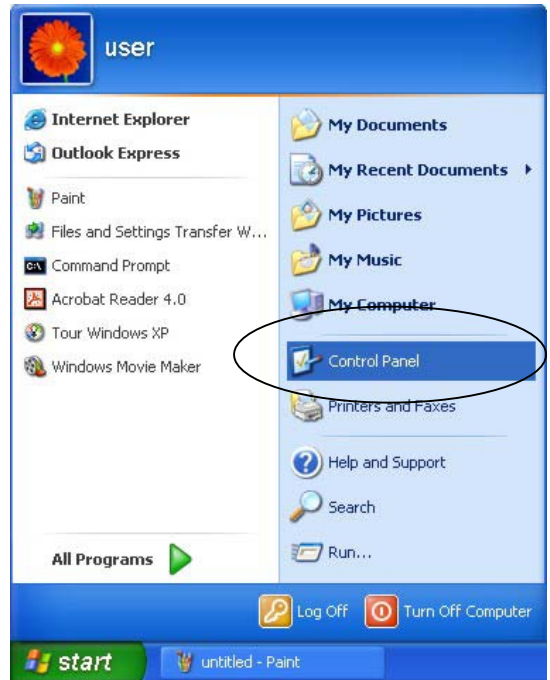 user
Internet Explorer
Outlook Express
Paint
Files and Settings Transfer W...
Command Prompt
Acrobat Reader 4.0
Tour Windows XP
Windows Movie Maker
All Programs
My Documents
My Recent Documents
My Pictures
My Music
My Computer
Control Panel
Printers and Faxes
Help and Support
Search
Run...
Log Off
Turn Off Computer
start
untitled - Paint